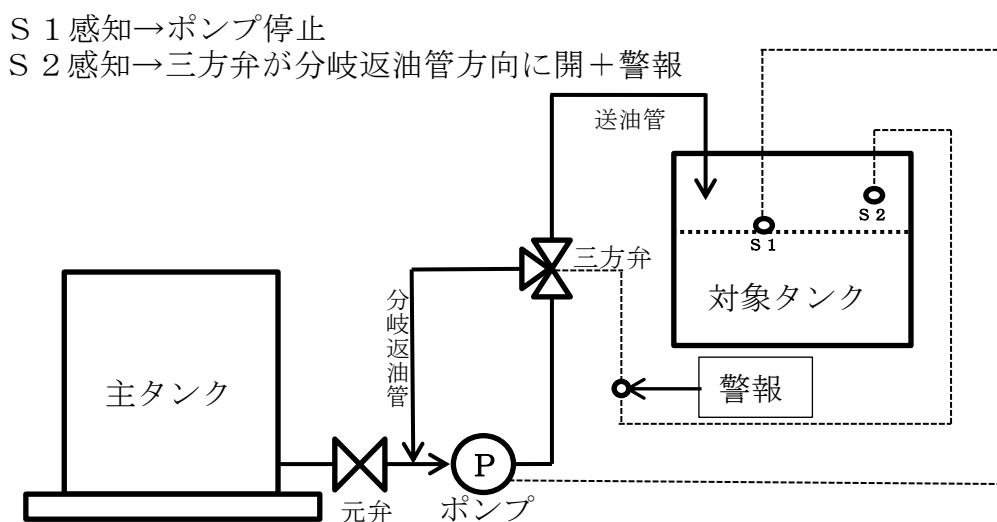 S1感知→ポンプ停止
S2感知→三方弁が分岐返油管方向に開+警報
送油管
S2
S1
三方弁
対象タンク
分岐返油管
主タンク
警報
P
元弁
ポンプ